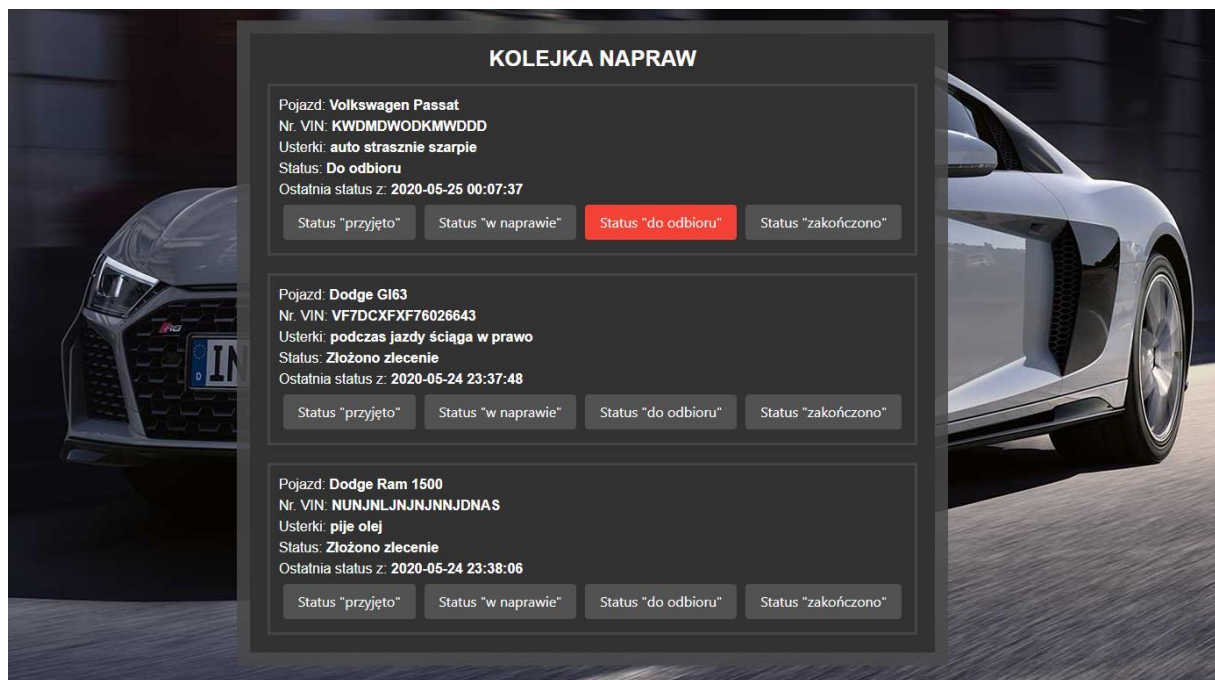 KOLEJKA NAPRAW
Pojazd: Volkswagen Passat
Nr. VIN: KWDMDWODKMWDDD
Usterki: auto strasznie szarpie
Status: Do odbioru
Ostatnia status z: 2020-05-25 00:07:37
Status "przyjęto" Status "w naprawie" Status "do odbioru" Status "zakończono"
Pojazd: Dodge Gl63
Nr. VIN: VF7DCXFXF76026643
Usterki: podczas jazdy ściąga w prawo
Status: Złożono zlecenie
Ostatnia status z: 2020-05-24 23:37:48
Status "przyjęto" Status "w naprawie" Status "do odbioru" Status "zakończono"
Pojazd: Dodge Ram 1500
Nr. VIN: NUNJNLJNJNJNNJDNAS
Usterki: pije olej
Status: Złożono zlecenie
Ostatnia status z: 2020-05-24 23:38:06
Status "przyjęto" Status "w naprawie" Status "do odbioru" Status "zakończono"
R8
D IN